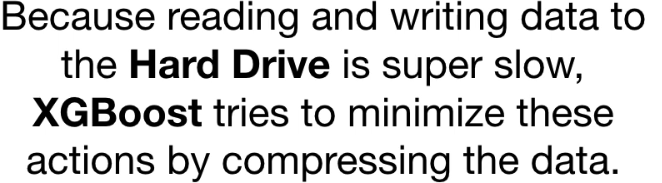 Because reading and writing data to
the Hard Drive is super slow,
XGBoost tries to minimize these
actions by compressing the data.